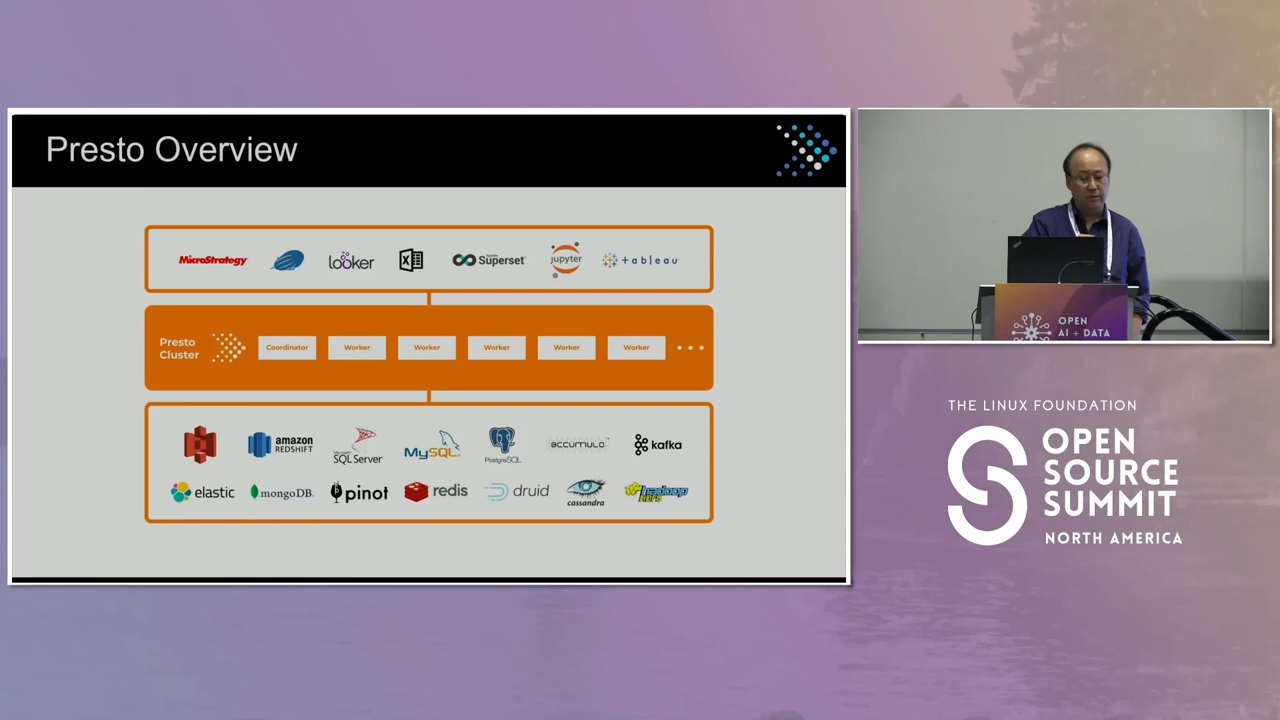 Presto Overview
MicroStrategy
looker
Superset
jupyter
+ a b l e a u
Presto
Cluster
Coordinator
Worker
Worker
Worker
Worker
Worker
amazon
REDSHIFT
SQL Server
MySQL
PostgreSQL
accumulo
kafka
elastic
mongoDB
pinot
redis
druid
cassandra
hadoop
OPEN
AI + DATA
THE LINUX FOUNDATION
OPEN
SOURCE
SUMMIT
NORTH AMERICA